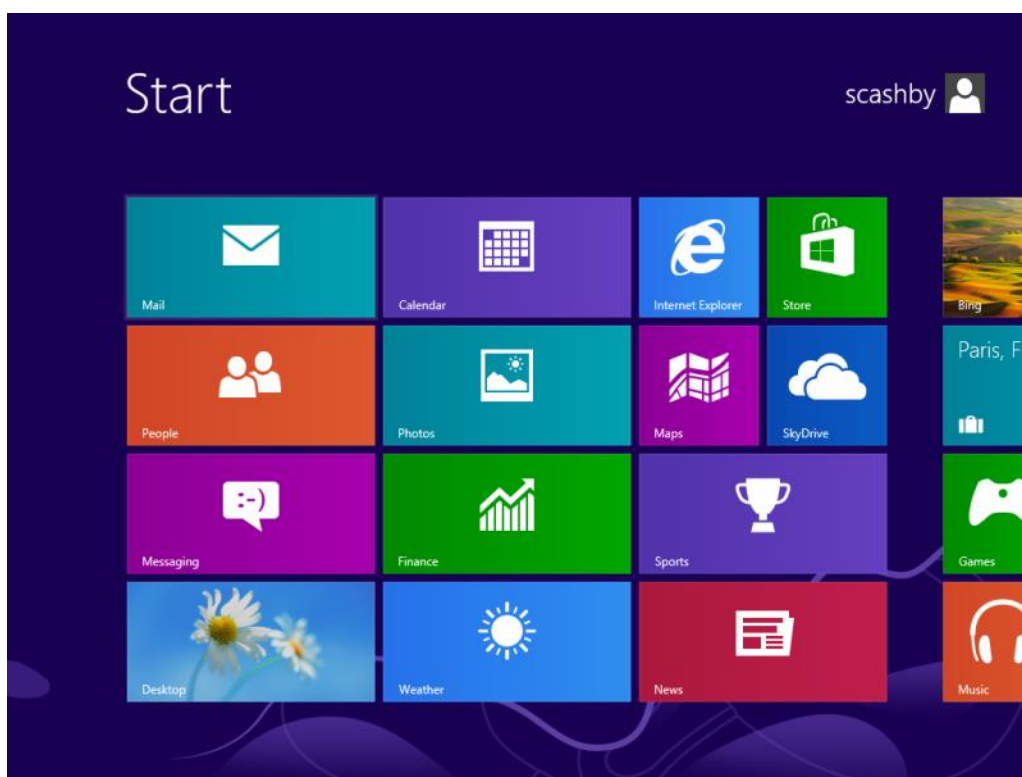 Start
scashby
Mail
Calendar
Internet Explorer
Store
Bing
People
Photos
Maps
SkyDrive
Paris, F
Messaging
:-)
Finance
Sports
Games
Desktop
Weather
News
Music